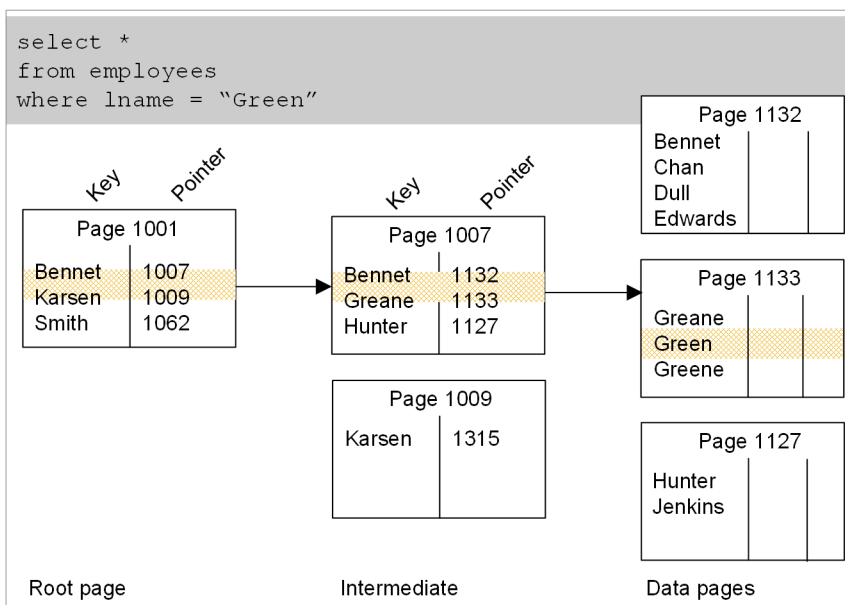 select *
from employees
where lname = “Green”
Key Pointer
Page 1001
Bennet 1007
Karsen 1009
Smith 1062
Root page
Key Pointer
Page 1007
Bennet 1132
Greane 1133
Hunter 1127
Page 1009
Karsen 1315
Intermediate
Page 1132
Bennet
Chan
Dull
Edwards
Page 1133
Greane
Green
Greene
Page 1127
Hunter
Jenkins
Data pages